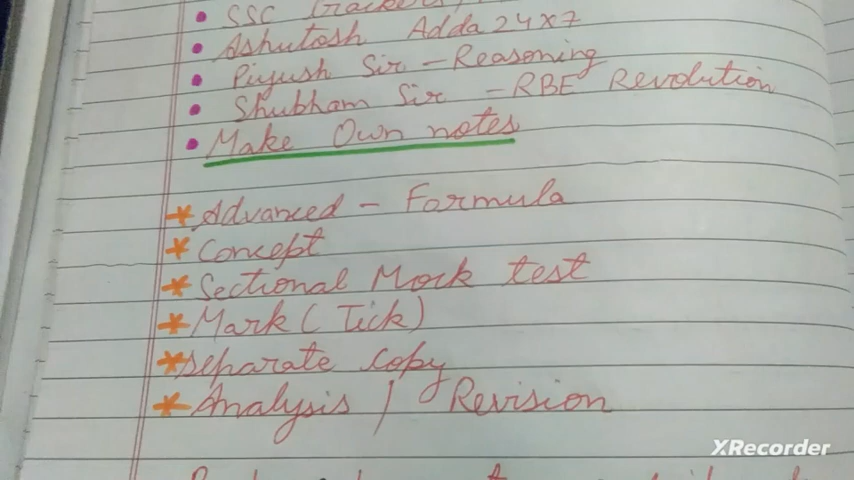 • SSC
• Ashutosh Adda 24x7
• Piyush Sir - Reasoning
• Shubham Sir - RBE Revolution
• Make Own notes
* Advanced - Formula
* Concept
* Sectional Mock test
* Mark (Tick)
* Separate Copy
* Analysis / Revision
XRecorder